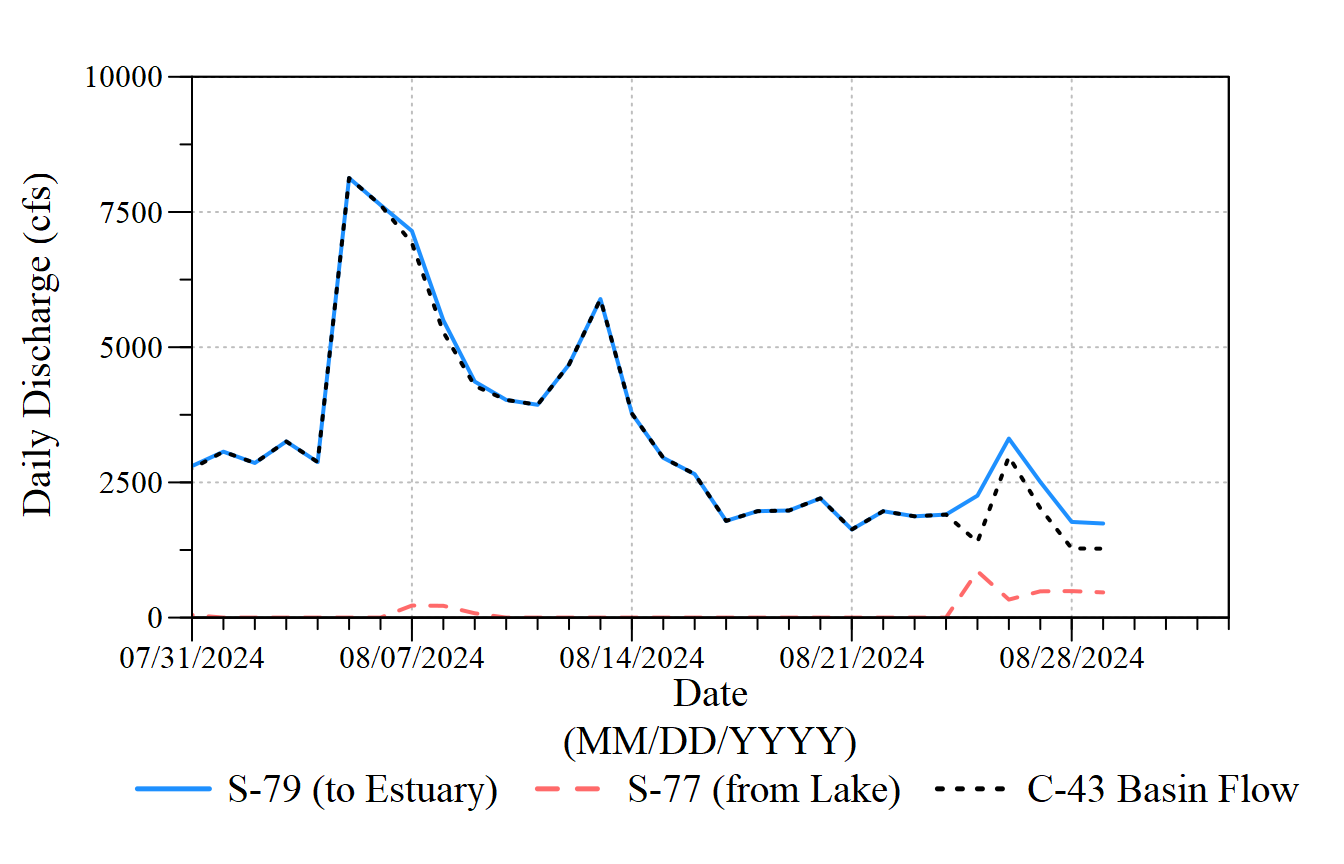 10000
7500
5000
2500
0
Daily Discharge (cfs)
07/31/2024 08/07/2024 08/14/2024 08/21/2024 08/28/2024
Date
(MM/DD/YYYY)
S-79 (to Estuary) S-77 (from Lake) C-43 Basin Flow